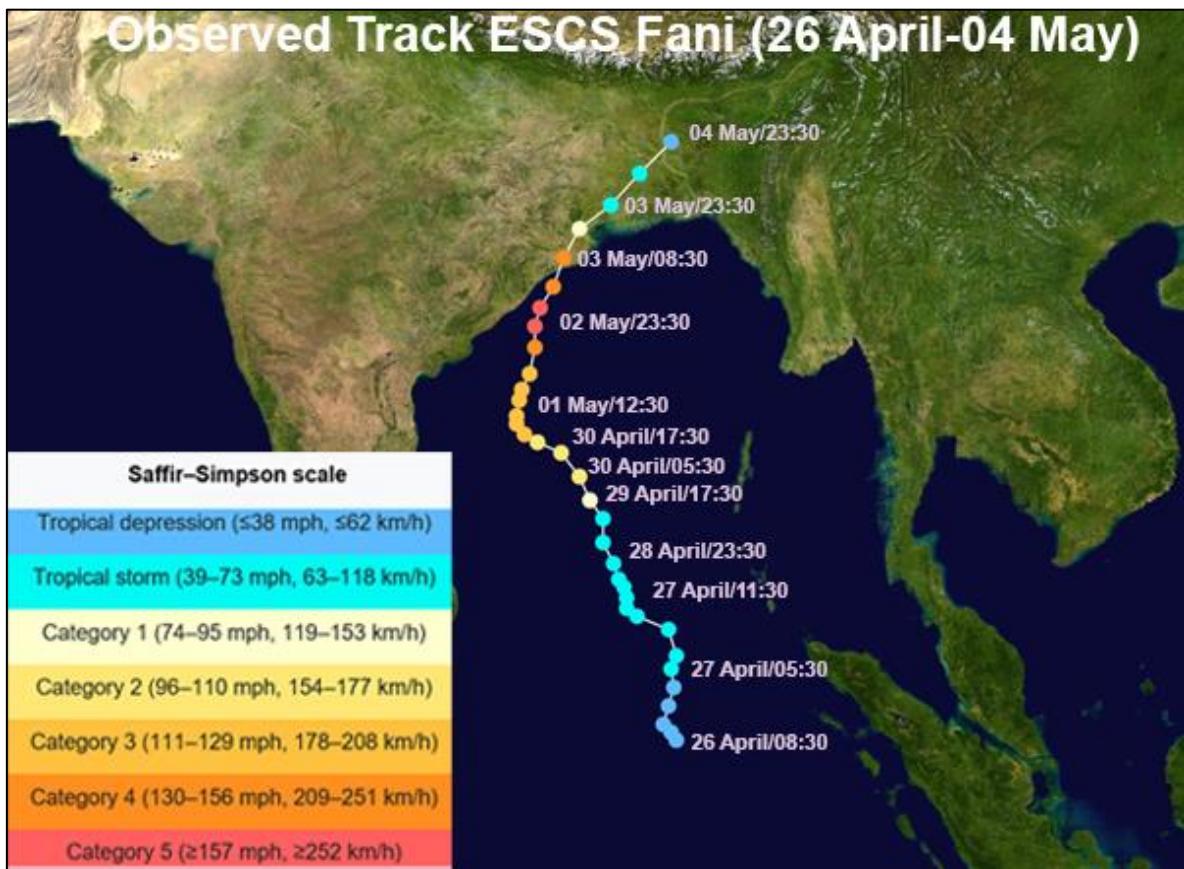 Observed Track ESCS Fani (26 April-04 May)
04 May/23:30
03 May/23:30
03 May/08:30
02 May/23:30
01 May/12:30
30 April/17:30
30 April/05:30
29 April/17:30
28 April/23:30
27 April/11:30
27 April/05:30
26 April/08:30
Saffir–Simpson scale
Tropical depression (≤38 mph, ≤62 km/h)
Tropical storm (39–73 mph, 63–118 km/h)
Category 1 (74–95 mph, 119–153 km/h)
Category 2 (96–110 mph, 154–177 km/h)
Category 3 (111–129 mph, 178–208 km/h)
Category 4 (130–156 mph, 209–251 km/h)
Category 5 (≥157 mph, ≥252 km/h)